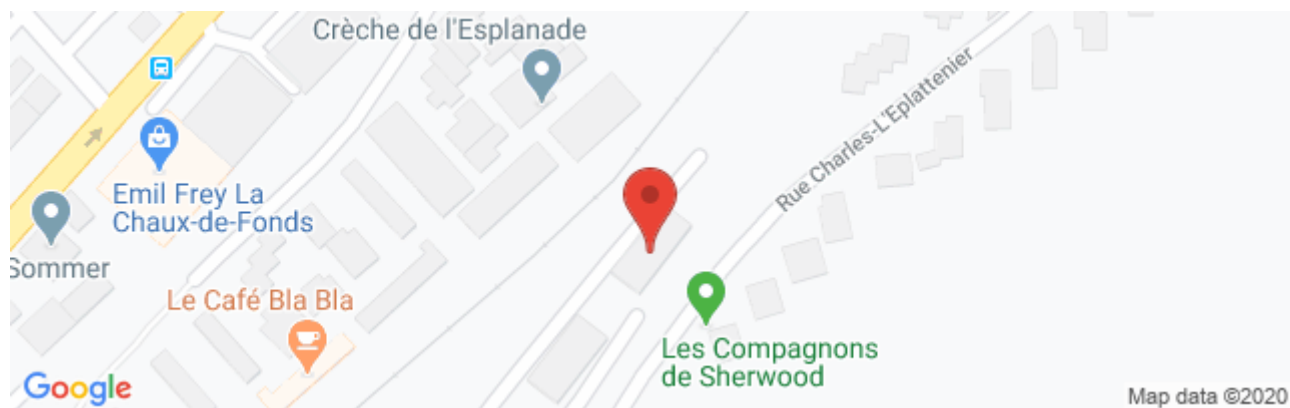 Crèche de l'Esplanade
Rue Charles-L'Eplattenier
Emil Frey La
Chaux-de-Fonds
Sommer
Le Café Bla Bla
Les Compagnons
de Sherwood
Google
Map data ©2020